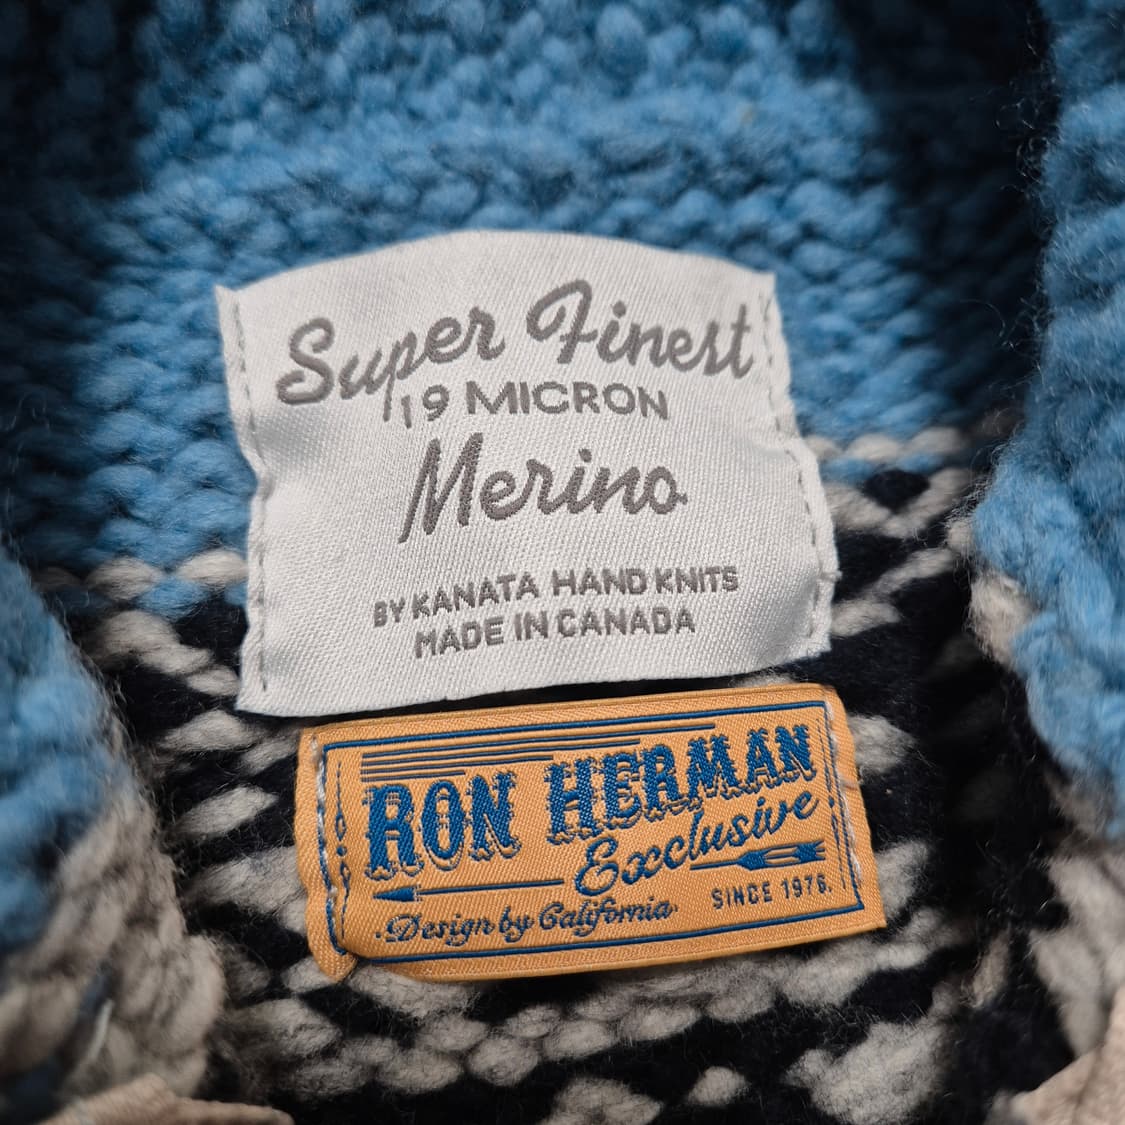 Super Finest
19 MICRON
Merino
BY KANATA HAND KNITS
MADE IN CANADA
RON HERMAN
Exclusive
Design by California
SINCE 1976.